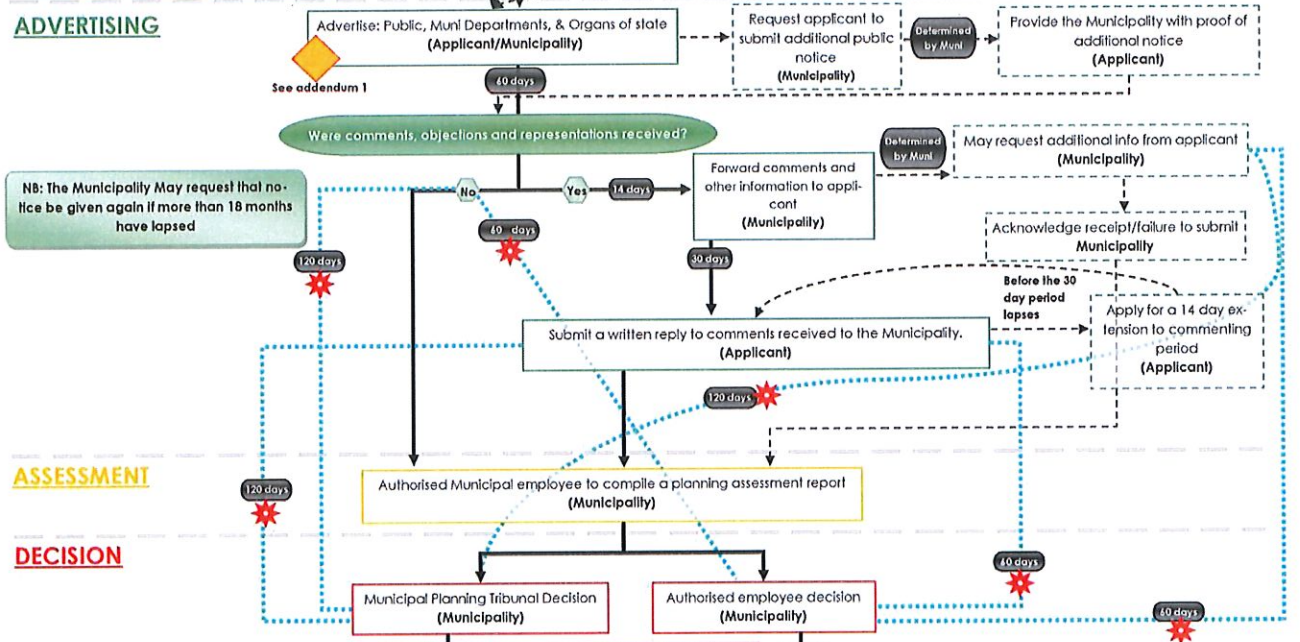 ADVERTISING
Advertise: Public, Muni Departments, & Organs of state
(Applicant/Municipality)
See addendum 1
Request applicant to
submit additional public
notice
(Municipality)
Determined
by Muni
Provide the Municipality with proof of
additional notice
(Applicant)
60 days
Were comments, objections and representations received?
NB: The Municipality May request that no-
tice be given again if more than 18 months
have lapsed
No
Yes
14 days
Forward comments and
other information to appli-
cant
(Municipality)
Determined
by Muni
May request additional info from applicant
(Municipality)
Acknowledge receipt/failure to submit
Municipality
60 days
120 days
30 days
Before the 30
day period
lapses
Apply for a 14 day ex-
tension to commenting
period
(Applicant)
Submit a written reply to comments received to the Municipality.
(Applicant)
120 days
ASSESSMENT
Authorised Municipal employee to compile a planning assessment report
(Municipality)
120 days
DECISION
60 days
Municipal Planning Tribunal Decision
(Municipality)
Authorised employee decision
(Municipality)
60 days